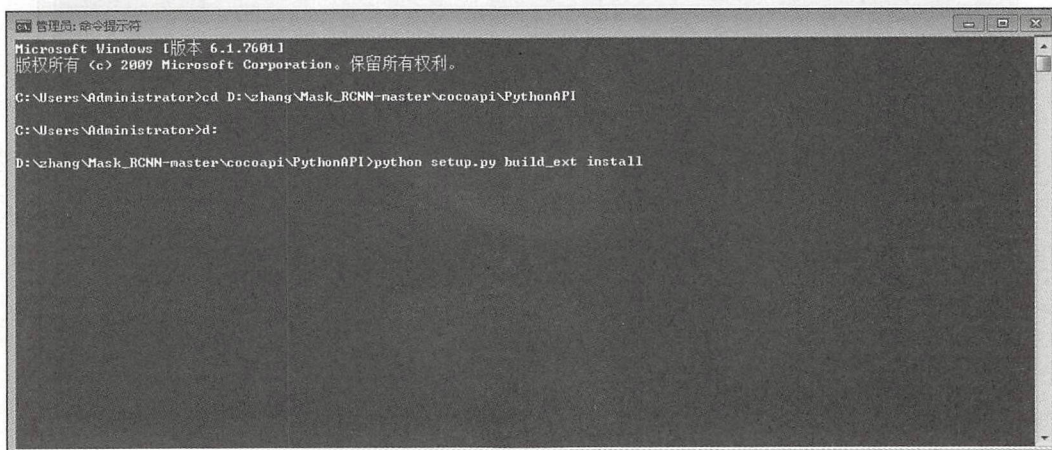 管理员: 命令提示符
Microsoft Windows [版本 6.1.7601]
版权所有 (c) 2009 Microsoft Corporation。保留所有权利。
C:\Users\Administrator>cd D:\zhang\Mask_RCNN-master\cocoapi\PythonAPI
C:\Users\Administrator>d:
D:\zhang\Mask_RCNN-master\cocoapi\PythonAPI>python setup.py build_ext install